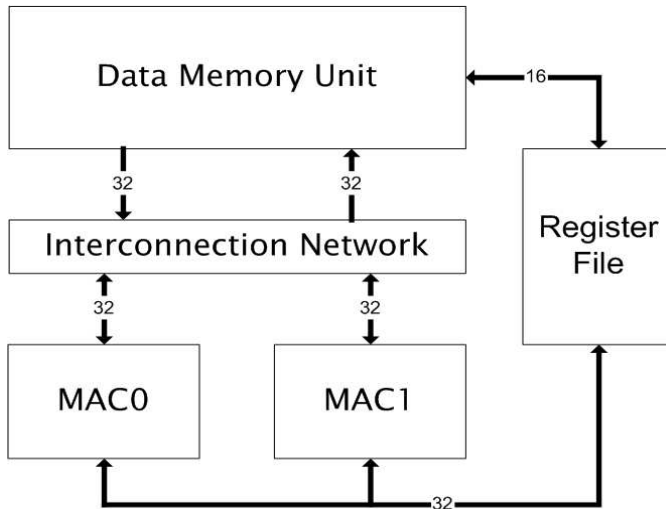 Data Memory Unit
16
32
32
Register
File
Interconnection Network
32
32
MAC0
MAC1
32